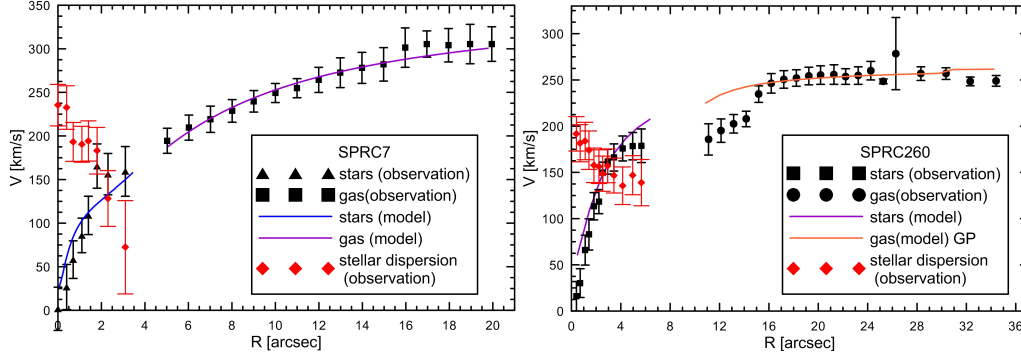 350
300
250
200
150
100
50
0
V [km/s]
0 2 4 6 8 10 12 14 16 18 20
R [arcsec]
SPRC7
stars (observation)
gas(observation)
stars (model)
gas (model)
stellar dispersion
(observation)
350
300
250
200
150
100
50
0
V [km/s]
0 4 8 12 16 20 24 28 32 36
R [arcsec]
SPRC260
stars (observation)
gas(observation)
stars (model)
gas(model) GP
stellar dispersion
(observation)